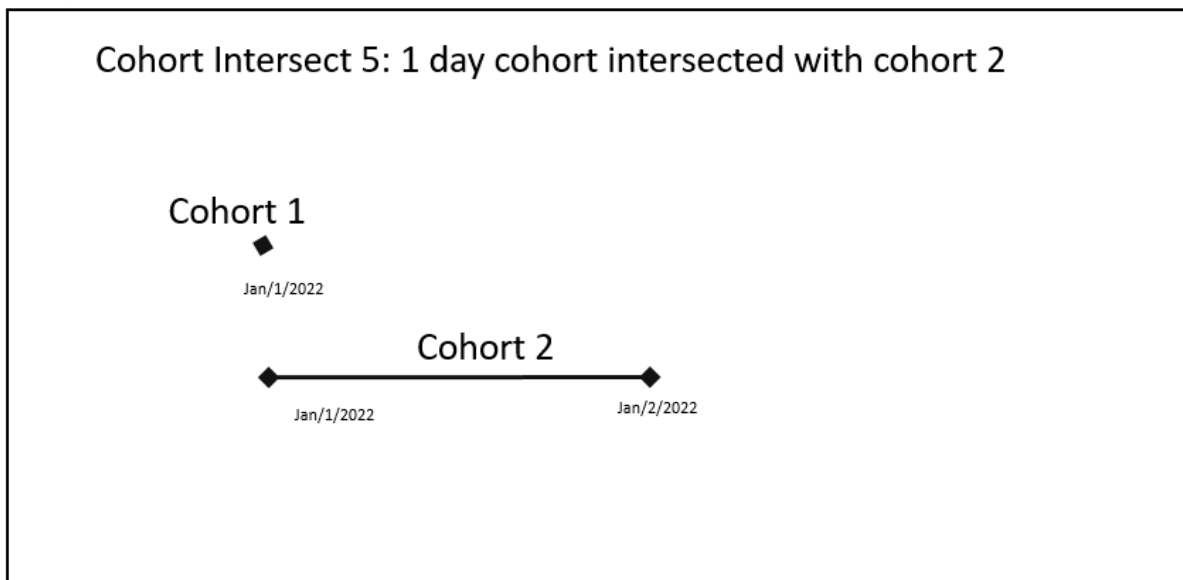 Cohort Intersect 5: 1 day cohort intersected with cohort 2
Cohort 1
Jan/1/2022
Cohort 2
Jan/1/2022
Jan/2/2022